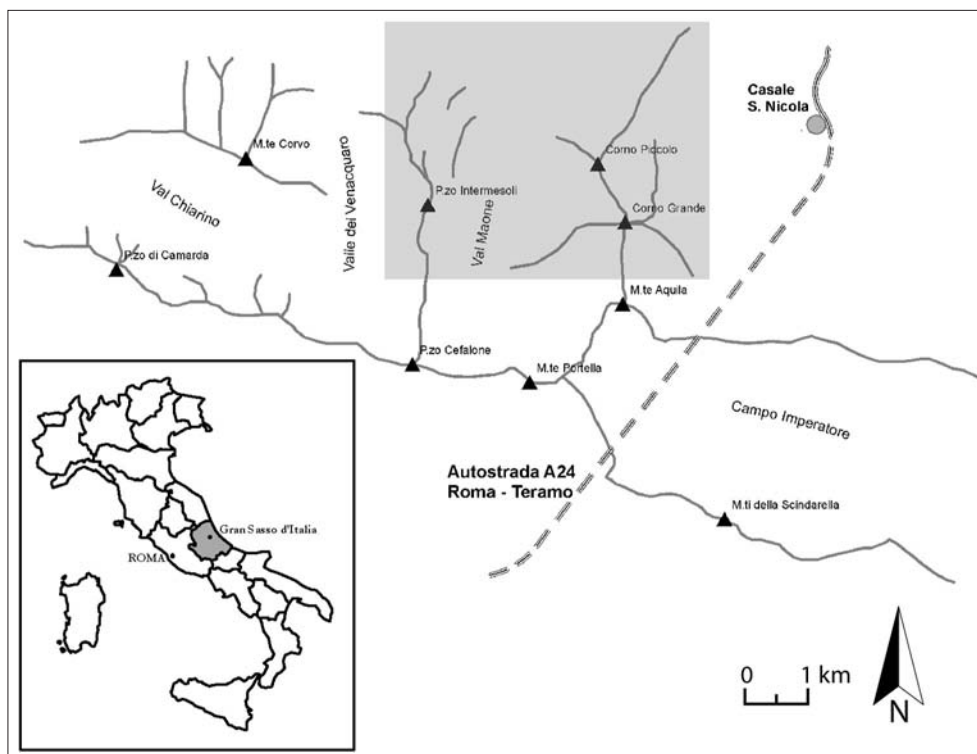 Casale
S. Nicola
M.te Corvo
Corno Piccolo
P.zo Intermesoli
Val Chiarino
Valle dei Venacquaro
Val Maone
Corno Grande
P.zo di Camarda
M.te Aquila
P.zo Cefalone
M.te Portella
Campo Imperatore
Autostrada A24
Roma - Teramo
M.ti della Scindarella
Gran Sasso d'Italia
ROMA
0 1 km
N